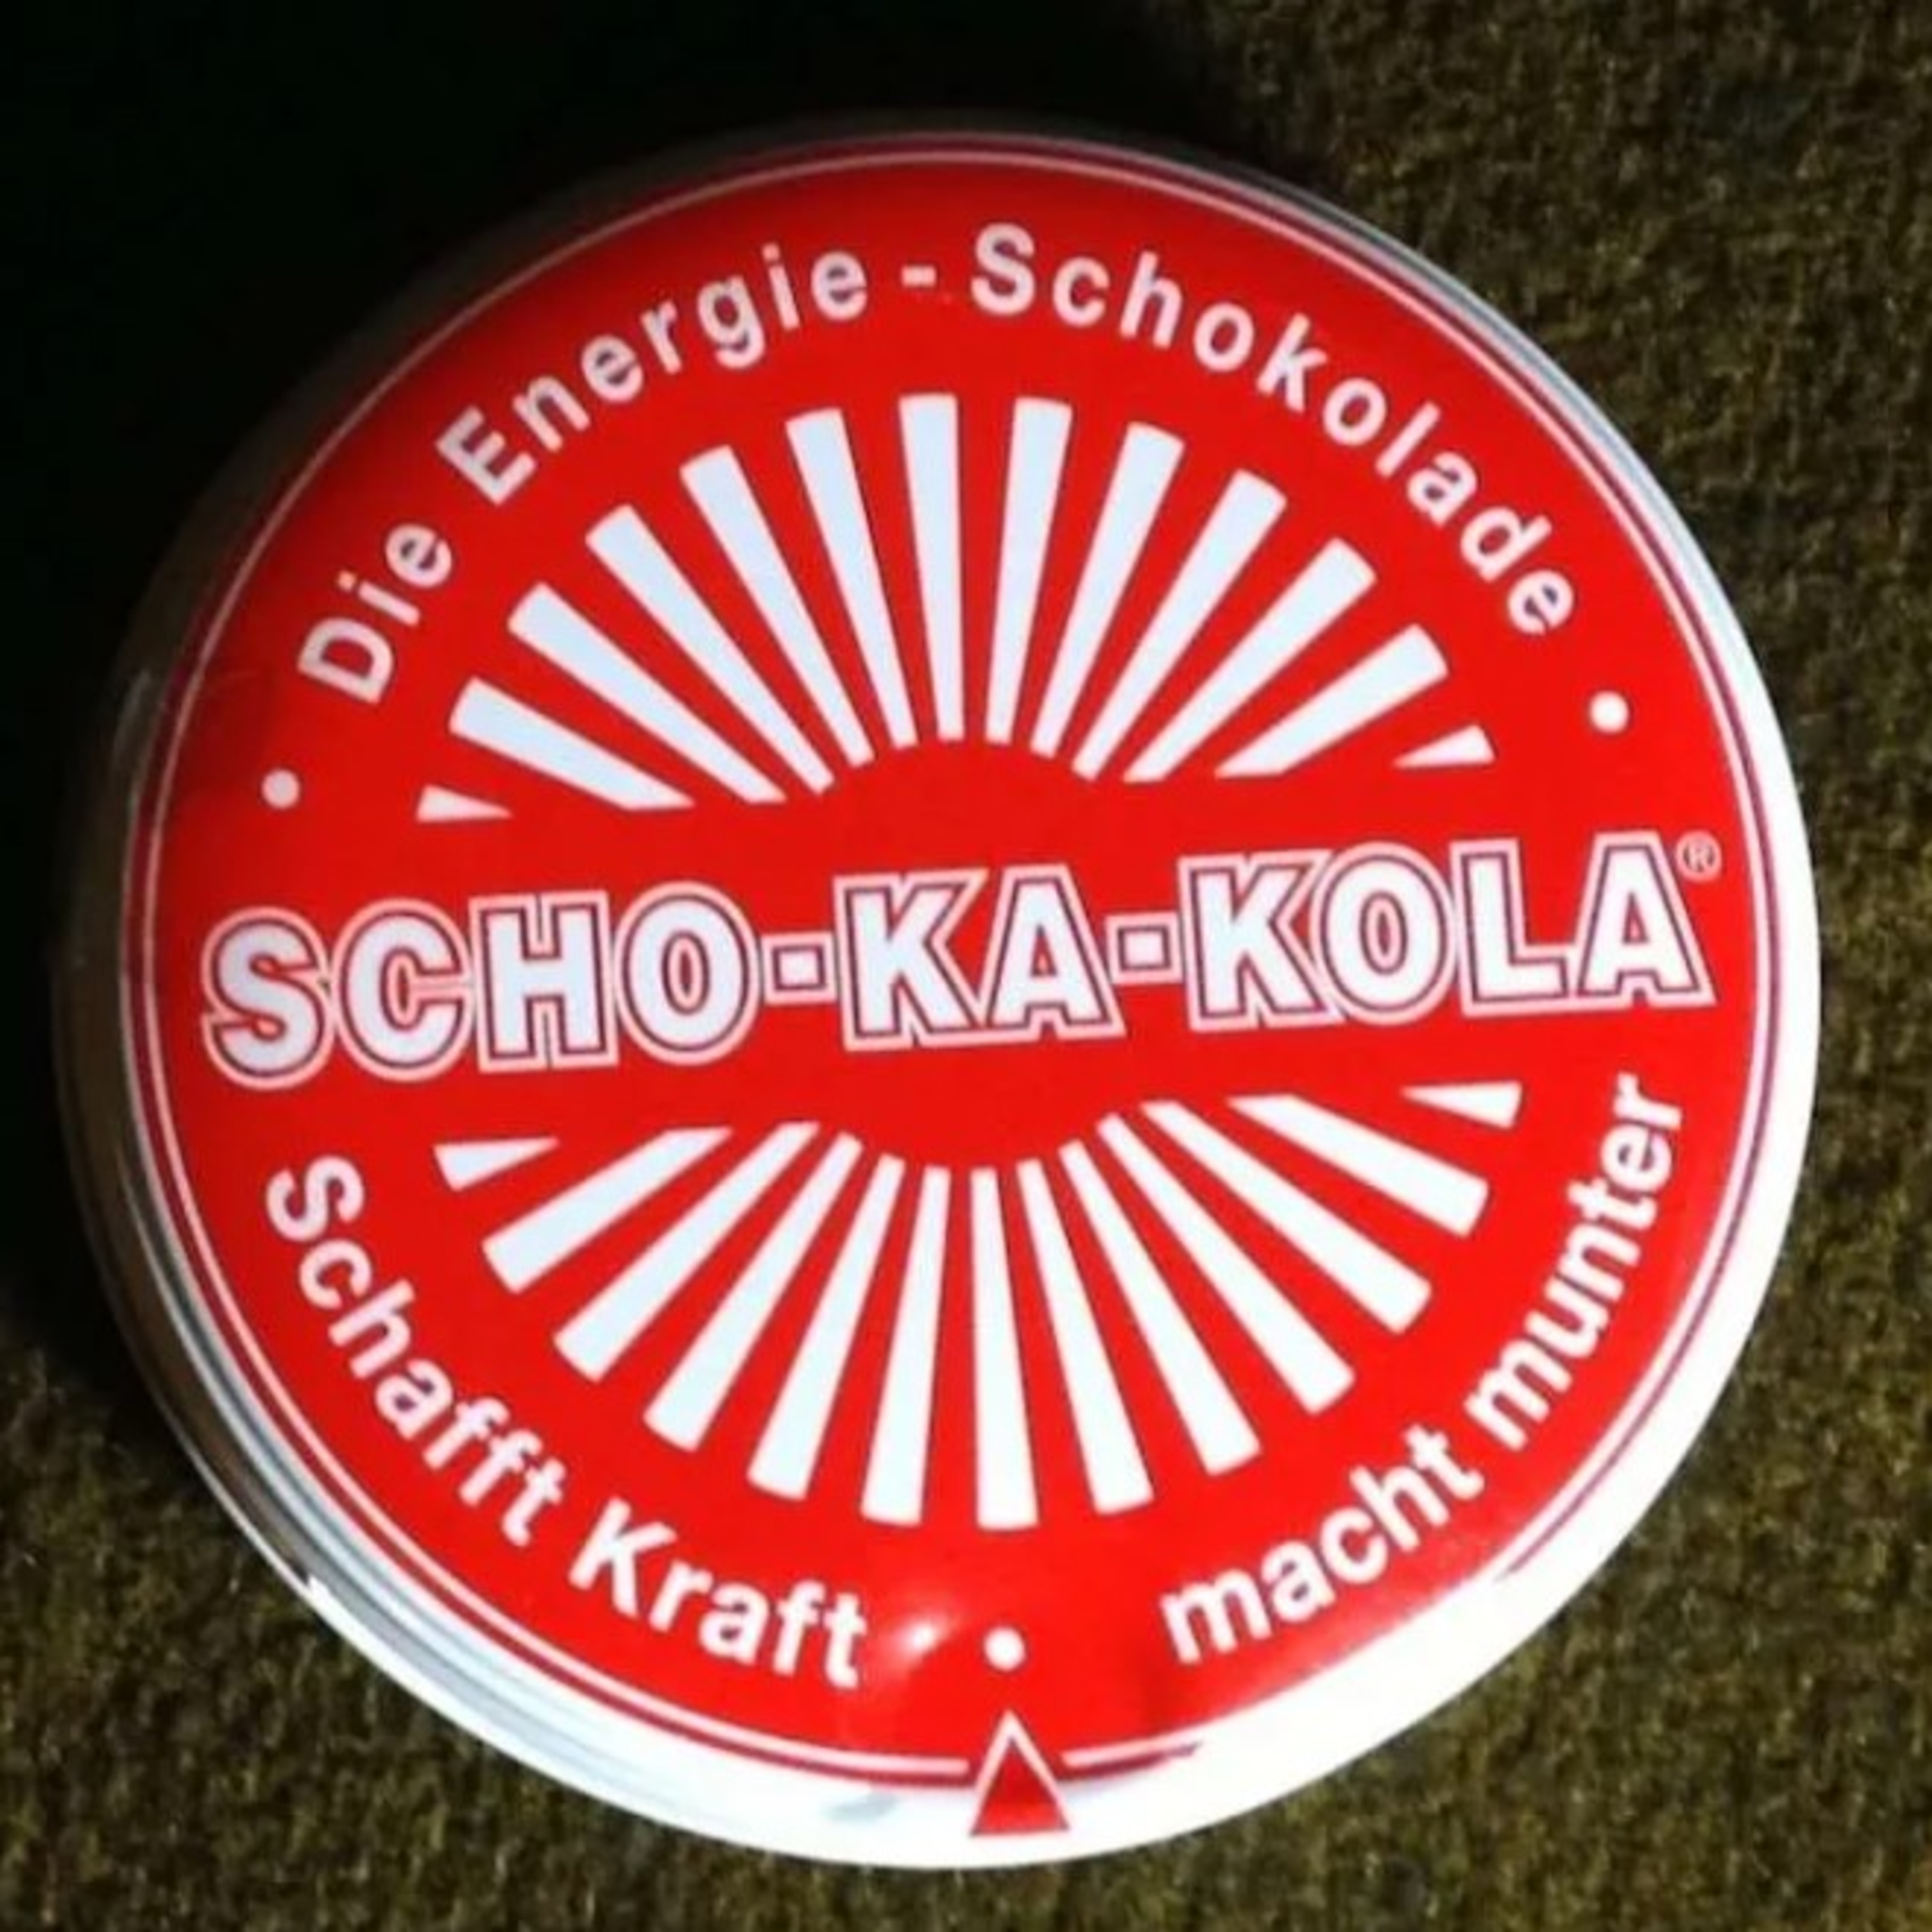 • Die Energie - Schokolade •
SCHO-KA-KOLA®
Schafft Kraft • macht munter